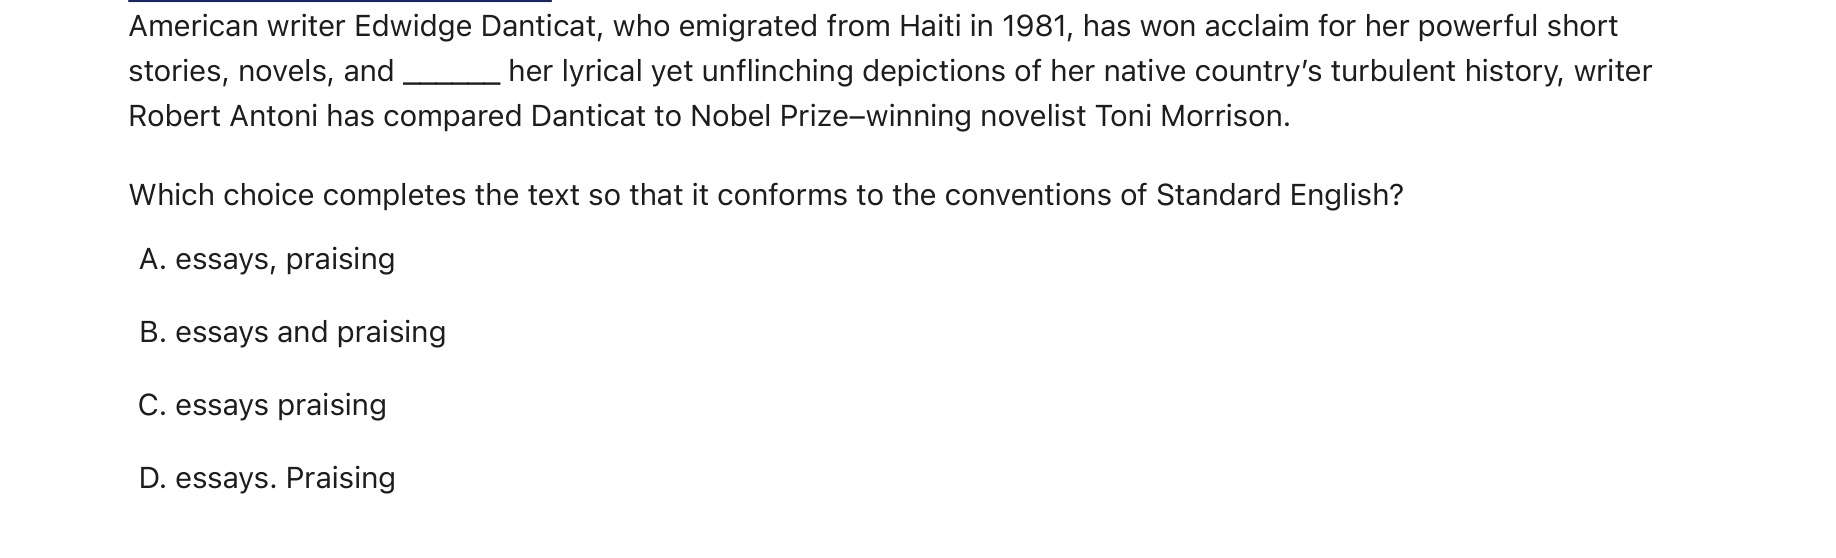 American writer Edwidge Danticat, who emigrated from Haiti in 1981, has won acclaim for her powerful short
stories, novels, and ______ her lyrical yet unflinching depictions of her native country’s turbulent history, writer
Robert Antoni has compared Danticat to Nobel Prize–winning novelist Toni Morrison.
Which choice completes the text so that it conforms to the conventions of Standard English?
A. essays, praising
B. essays and praising
C. essays praising
D. essays. Praising